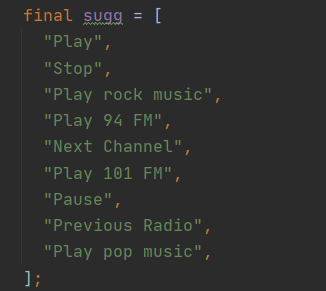 final sugg = [
"Play",
"Stop",
"Play rock music",
"Play 94 FM",
"Next Channel",
"Play 101 FM",
"Pause",
"Previous Radio",
"Play pop music",
];